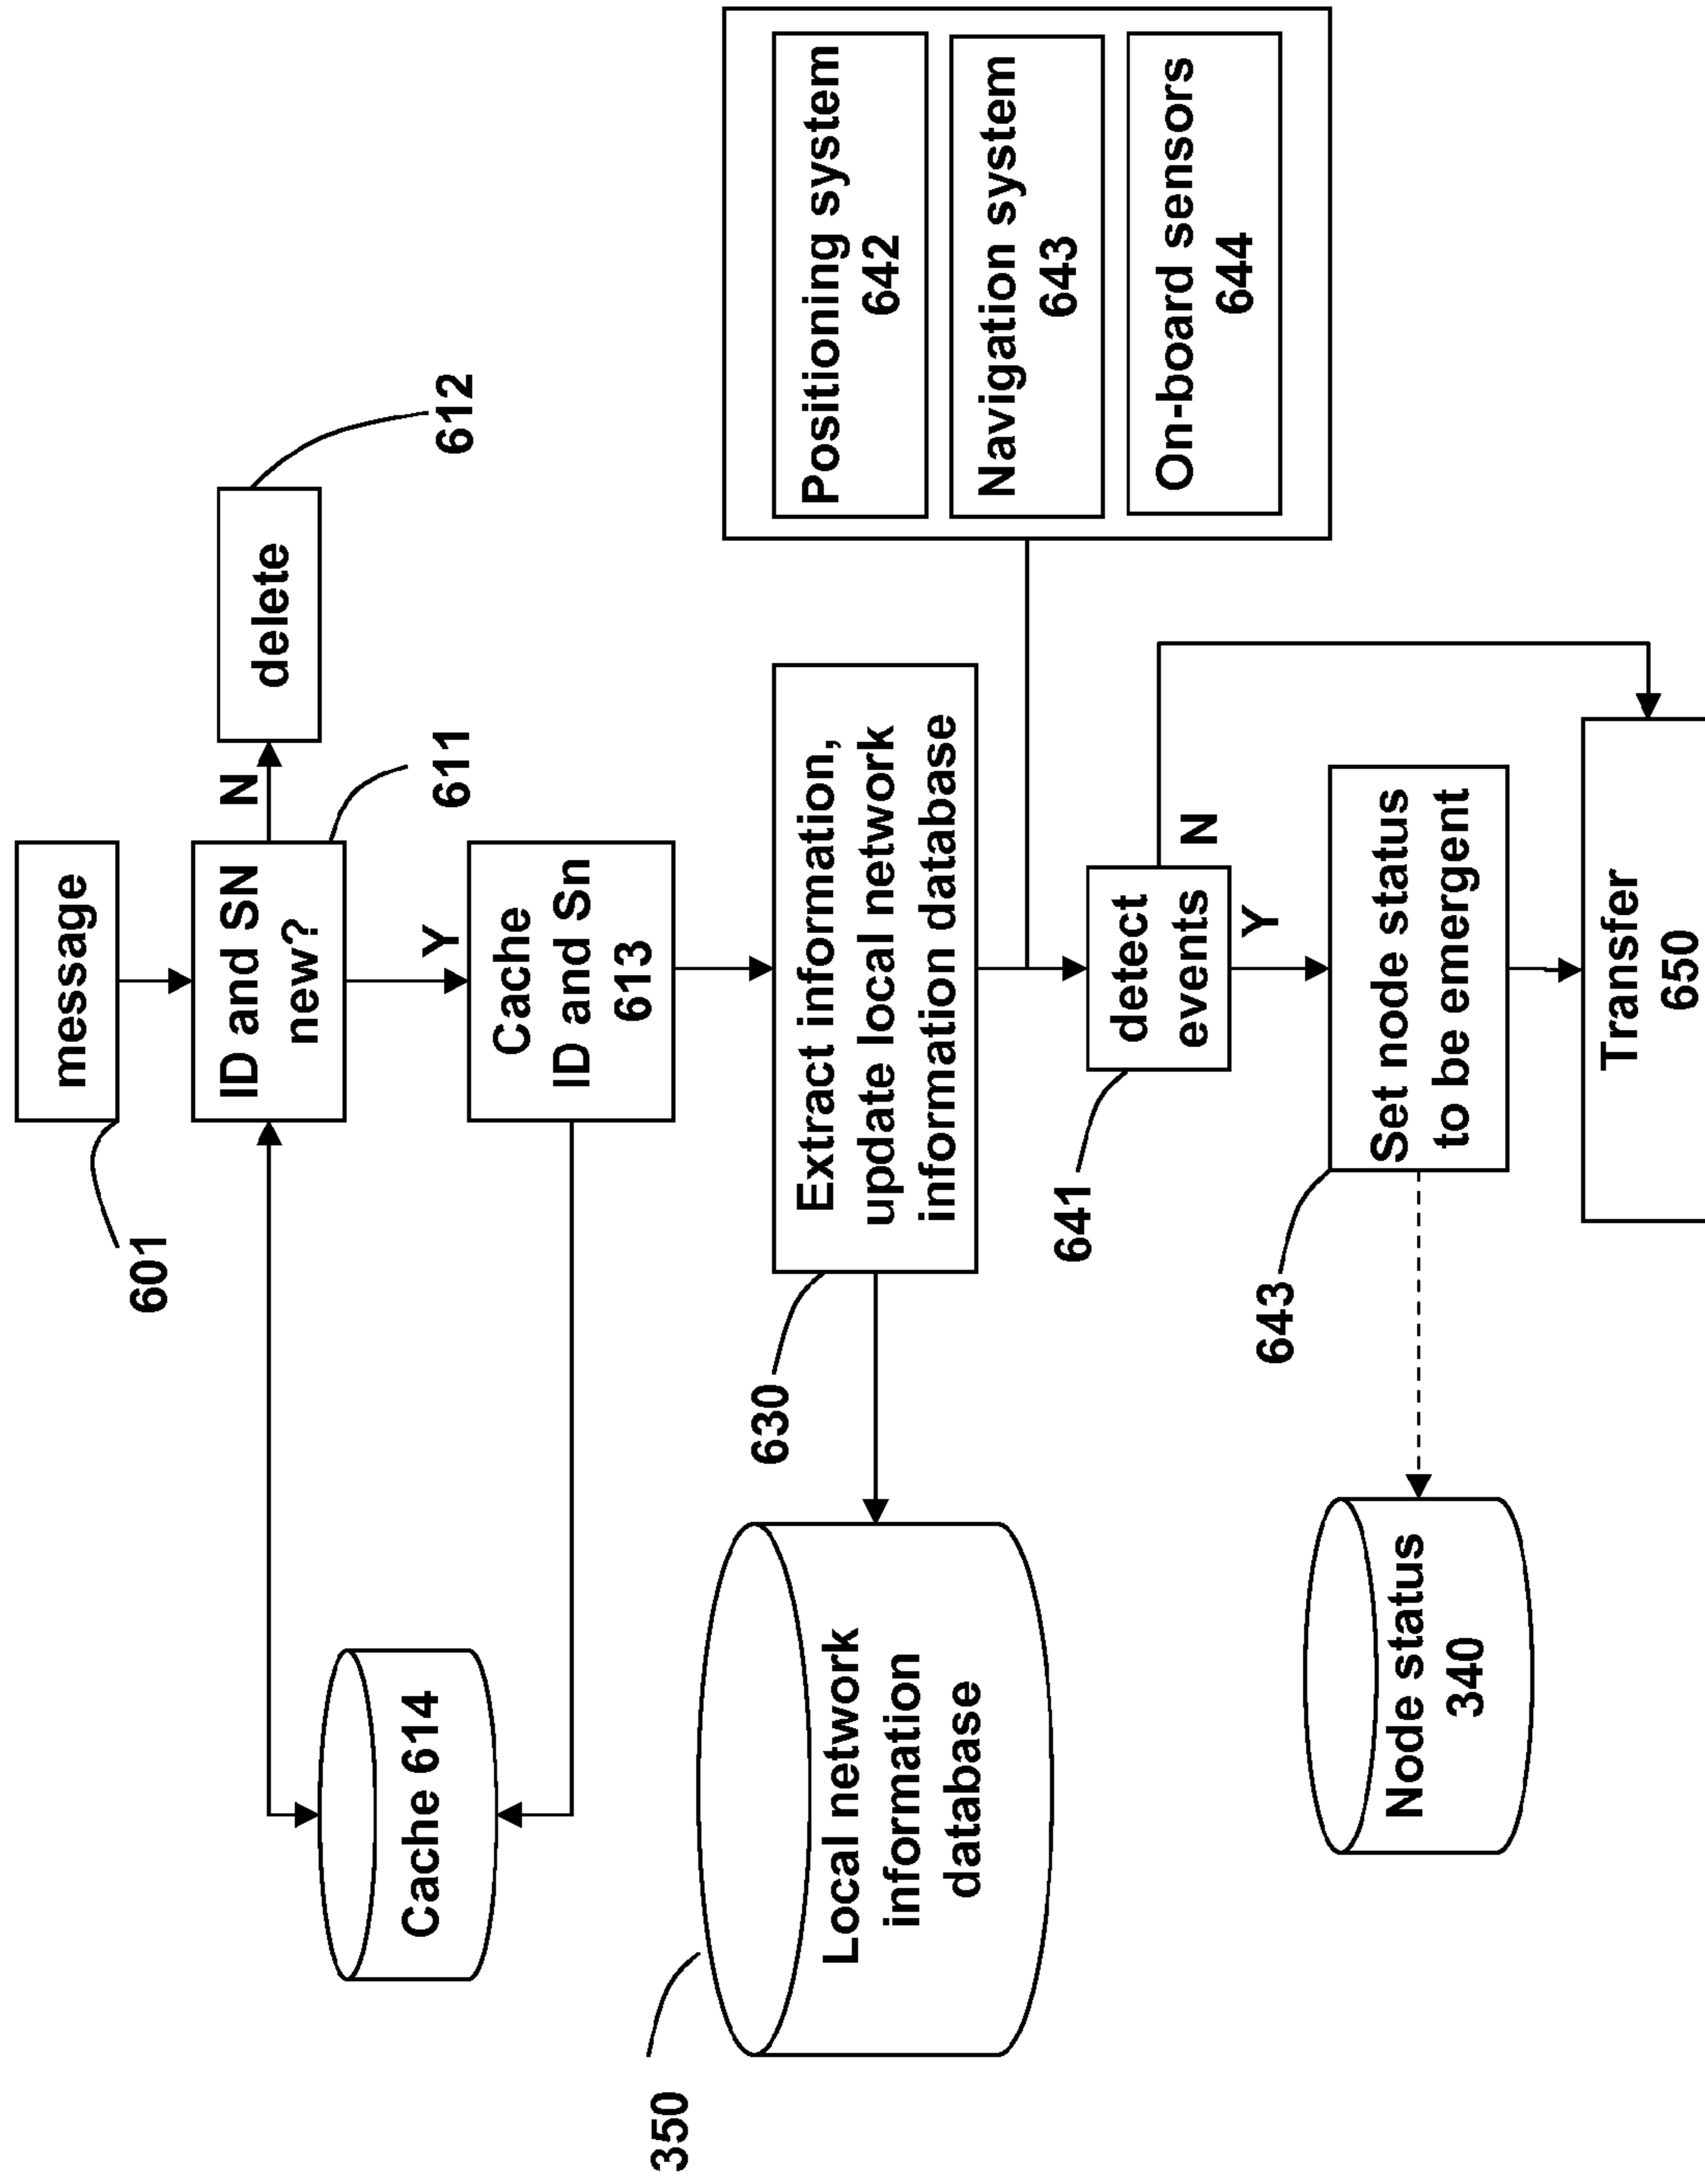 message
601
ID and SN
new?
N
delete
612
611
Y
Cache
ID and Sn
613
Cache 614
Extract information,
update local network
information database
630
Local network
information
database
350
Positioning system
642
Navigation system
643
On-board sensors
644
detect
events
641
N
Y
Set node status
to be emergent
643
Node status
340
Transfer
650